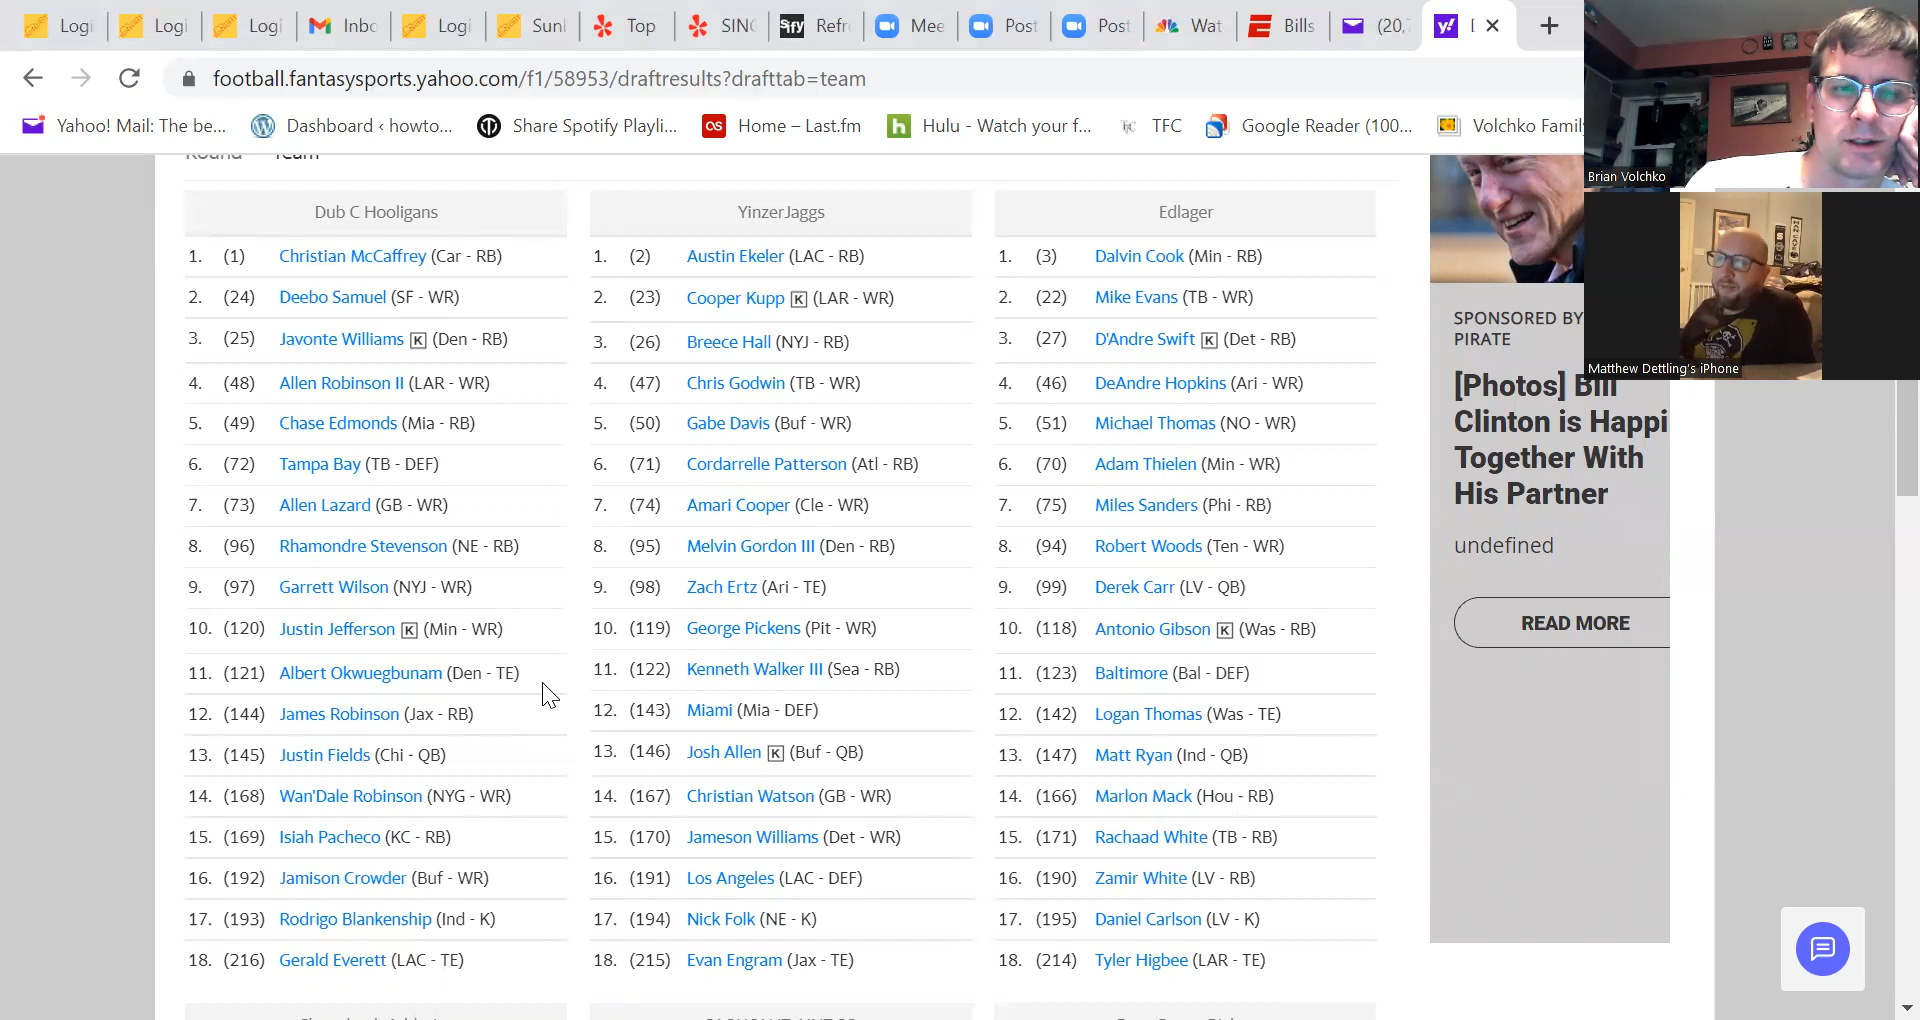 Logi Logi Logi Inbo Logi Sunl Top SINC Refr Mee Post Post Wat Bills (20, [
football.fantasysports.yahoo.com/f1/58953/draftresults?drafttab=team
Yahoo! Mail: The be... Dashboard ‹ howto... Share Spotify Playli... Home – Last.fm Hulu - Watch your f... TFC Google Reader (100... Volchko Family
Brian Volchko
Matthew Dettling's iPhone
Round Team
Dub C Hooligans
1. (1) Christian McCaffrey (Car - RB)
2. (24) Deebo Samuel (SF - WR)
3. (25) Javonte Williams K (Den - RB)
4. (48) Allen Robinson II (LAR - WR)
5. (49) Chase Edmonds (Mia - RB)
6. (72) Tampa Bay (TB - DEF)
7. (73) Allen Lazard (GB - WR)
8. (96) Rhamondre Stevenson (NE - RB)
9. (97) Garrett Wilson (NYJ - WR)
10. (120) Justin Jefferson K (Min - WR)
11. (121) Albert Okwuegbunam (Den - TE)
12. (144) James Robinson (Jax - RB)
13. (145) Justin Fields (Chi - QB)
14. (168) Wan'Dale Robinson (NYG - WR)
15. (169) Isiah Pacheco (KC - RB)
16. (192) Jamison Crowder (Buf - WR)
17. (193) Rodrigo Blankenship (Ind - K)
18. (216) Gerald Everett (LAC - TE)
YinzerJaggs
1. (2) Austin Ekeler (LAC - RB)
2. (23) Cooper Kupp K (LAR - WR)
3. (26) Breece Hall (NYJ - RB)
4. (47) Chris Godwin (TB - WR)
5. (50) Gabe Davis (Buf - WR)
6. (71) Cordarrelle Patterson (Atl - RB)
7. (74) Amari Cooper (Cle - WR)
8. (95) Melvin Gordon III (Den - RB)
9. (98) Zach Ertz (Ari - TE)
10. (119) George Pickens (Pit - WR)
11. (122) Kenneth Walker III (Sea - RB)
12. (143) Miami (Mia - DEF)
13. (146) Josh Allen K (Buf - QB)
14. (167) Christian Watson (GB - WR)
15. (170) Jameson Williams (Det - WR)
16. (191) Los Angeles (LAC - DEF)
17. (194) Nick Folk (NE - K)
18. (215) Evan Engram (Jax - TE)
Edlager
1. (3) Dalvin Cook (Min - RB)
2. (22) Mike Evans (TB - WR)
3. (27) D'Andre Swift K (Det - RB)
4. (46) DeAndre Hopkins (Ari - WR)
5. (51) Michael Thomas (NO - WR)
6. (70) Adam Thielen (Min - WR)
7. (75) Miles Sanders (Phi - RB)
8. (94) Robert Woods (Ten - WR)
9. (99) Derek Carr (LV - QB)
10. (118) Antonio Gibson K (Was - RB)
11. (123) Baltimore (Bal - DEF)
12. (142) Logan Thomas (Was - TE)
13. (147) Matt Ryan (Ind - QB)
14. (166) Marlon Mack (Hou - RB)
15. (171) Rachaad White (TB - RB)
16. (190) Zamir White (LV - RB)
17. (195) Daniel Carlson (LV - K)
18. (214) Tyler Higbee (LAR - TE)
SPONSORED BY
PIRATE
[Photos] Bill
Clinton is Happi
Together With
His Partner
undefined
READ MORE